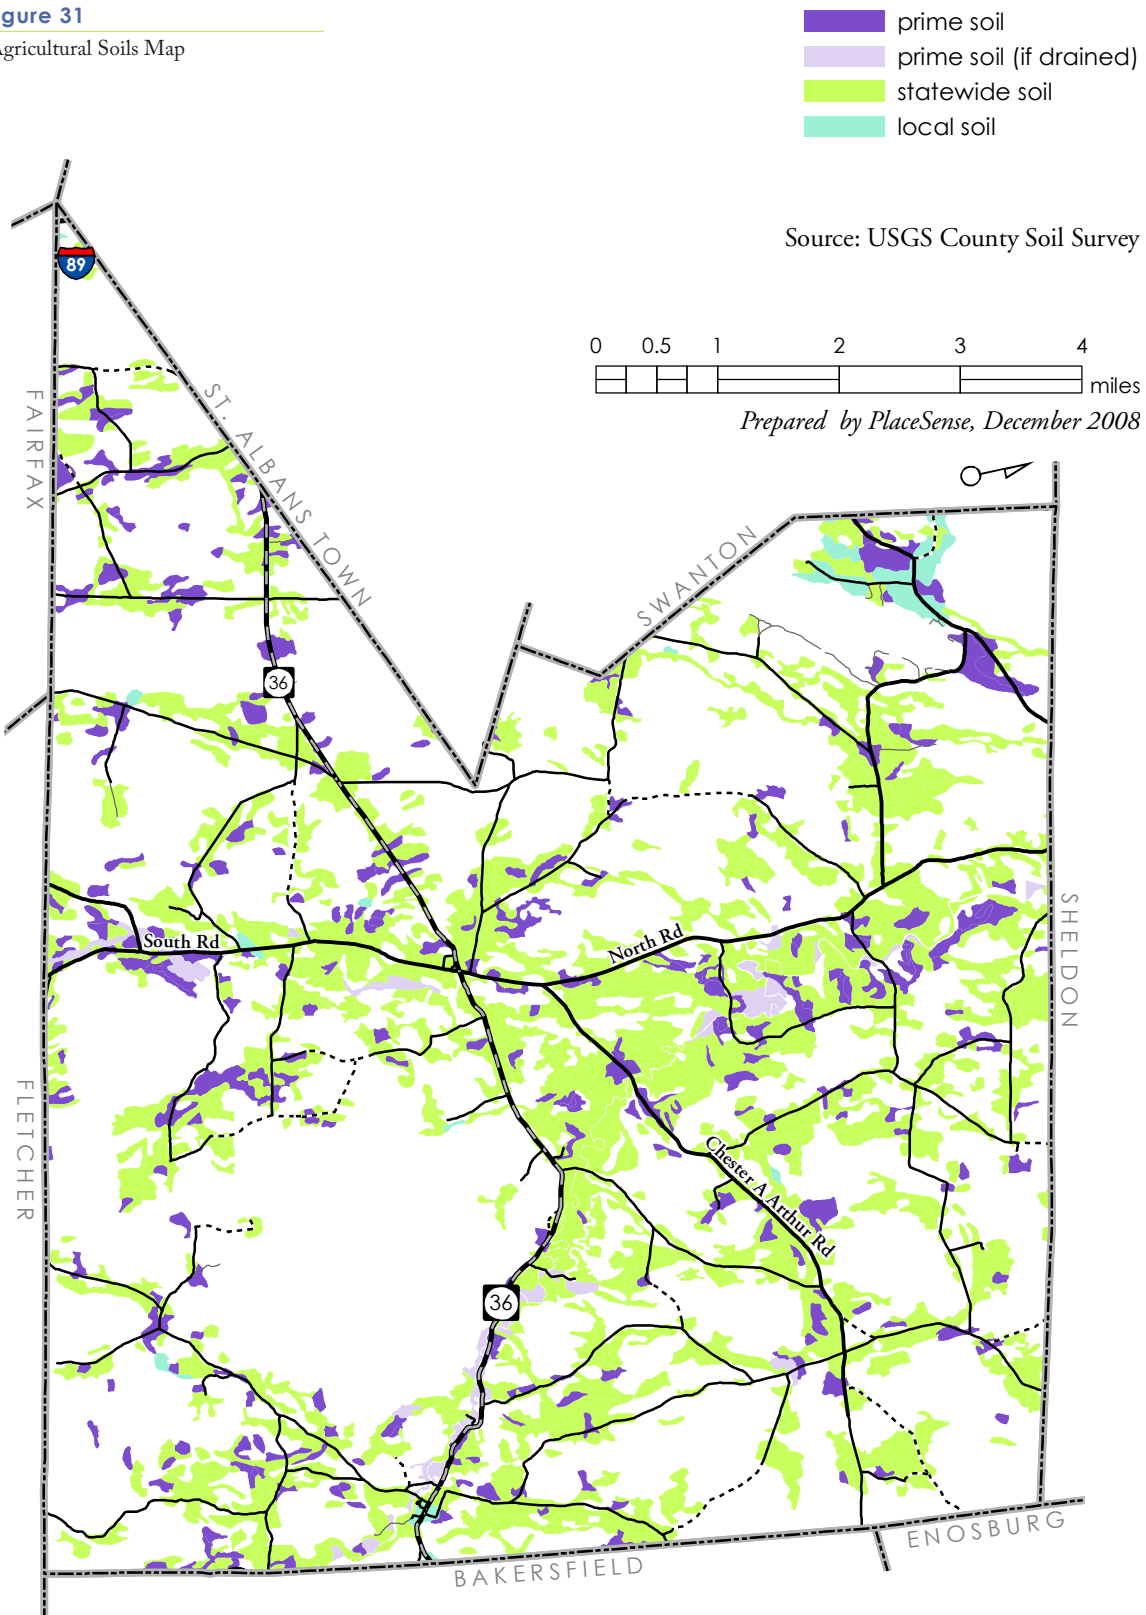 gure 31
Agricultural Soils Map
prime soil
prime soil (if drained)
statewide soil
local soil
Source: USGS County Soil Survey
89
0 0.5 1 2 3 4
miles
Prepared by PlaceSense, December 2008
FAIRFAX
ST. ALBANS TOWN
SWANTON
36
SHELDON
South Rd
North Rd
FLETCHER
Chester A Arthur Rd
36
ENOSBURG
BAKERSFIELD